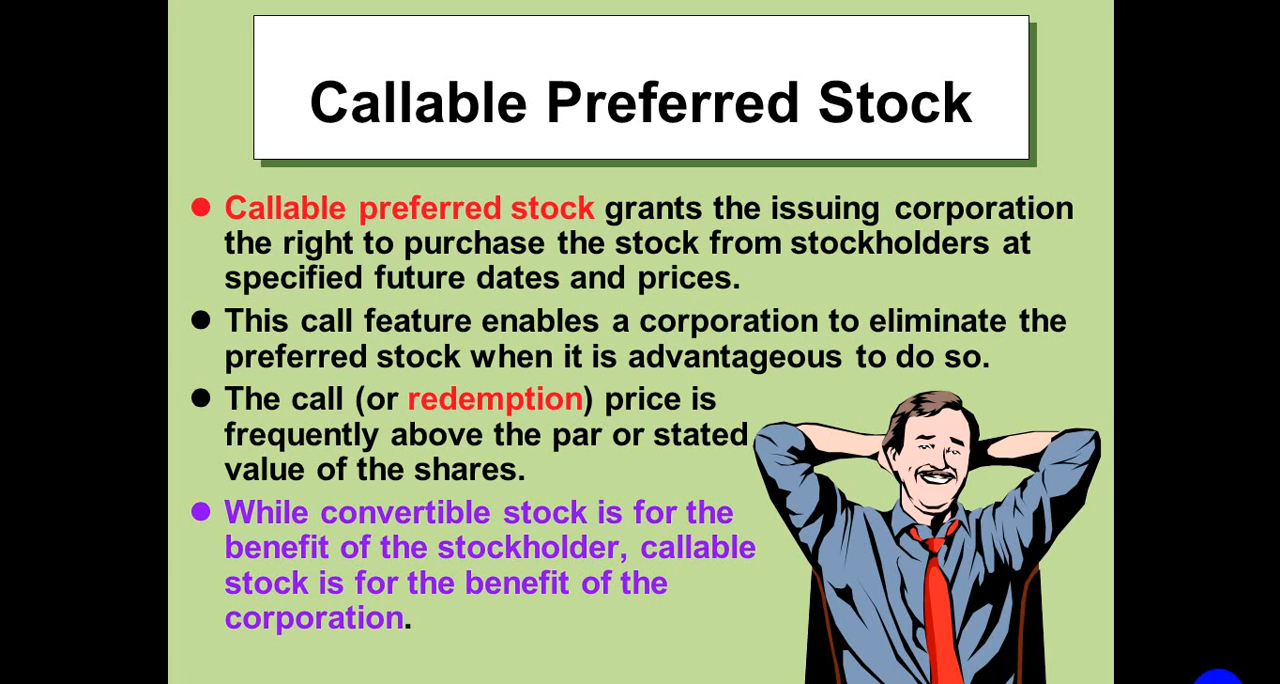 Callable Preferred Stock
Callable preferred stock grants the issuing corporation
the right to purchase the stock from stockholders at
specified future dates and prices.
This call feature enables a corporation to eliminate the
preferred stock when it is advantageous to do so.
The call (or redemption) price is
frequently above the par or stated
value of the shares.
While convertible stock is for the
benefit of the stockholder, callable
stock is for the benefit of the
corporation.